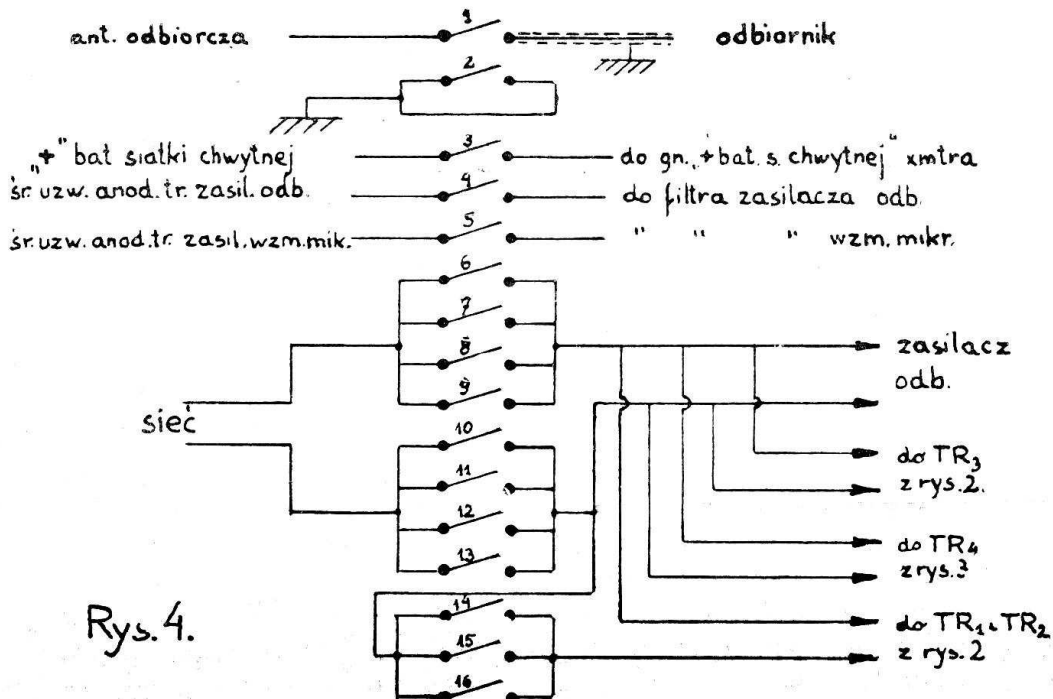 ant. odbiorcza
1
odbiornik
2
„+" bat siatki chwytnej
3
do gn. „+ bat. s. chwytnej" xmtra
śr. uzw. anod. tr. zasil. odb.
4
do filtra zasilacza odb.
śr. uzw. anod. tr. zasil. wzm. mik.
5
" " " wzm. mikr.
6
7
8
zasilacz
odb.
9
sieć
10
11
do TR3
z rys. 2.
12
13
do TR4
z rys. 3
Rys. 4.
14
15
16
do TR1 i TR2
z rys. 2